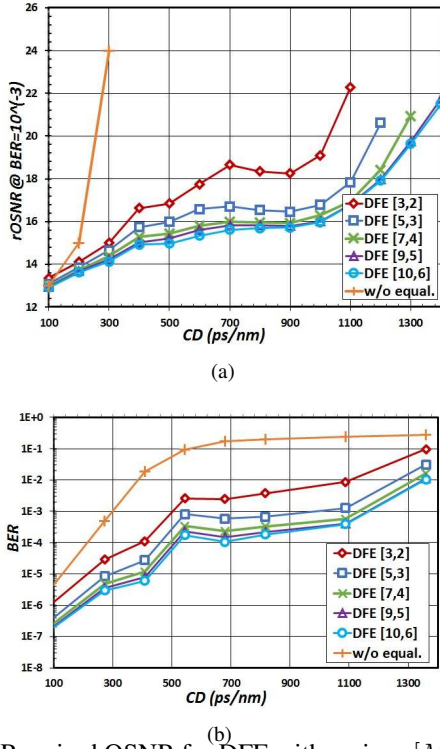 26
24
22
20
18
16
14
12
rOSNR @ BER=10^(-3)
DFE [3,2]
DFE [5,3]
DFE [7,4]
DFE [9,5]
DFE [10,6]
w/o equal.
100 300 500 700 900 1100 1300
CD (ps/nm)
(a)
1E+0
1E-1
1E-2
1E-3
1E-4
1E-5
1E-6
1E-7
1E-8
BER
DFE [3,2]
DFE [5,3]
DFE [7,4]
DFE [9,5]
DFE [10,6]
w/o equal.
100 300 500 700 900 1100 1300
CD (ps/nm)
(b)